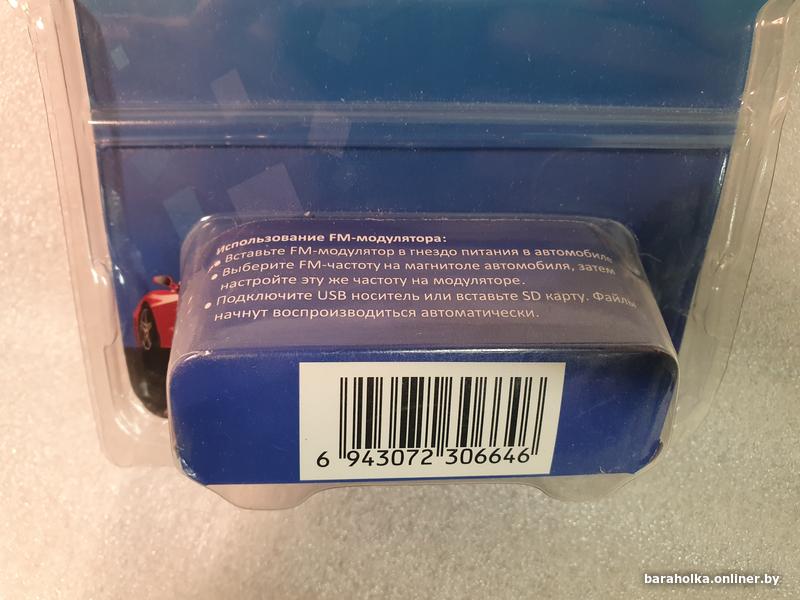 Использование FM-модулятора:
• Вставьте FM-модулятор в гнездо питания в автомобиле.
• Выберите FM-частоту на магнитоле автомобиля, затем
настройте эту же частоту на модуляторе.
• Подключите USB носитель или вставьте SD карту. Файлы
начнут воспроизводиться автоматически.
6 943072 306646
baraholka.onliner.by